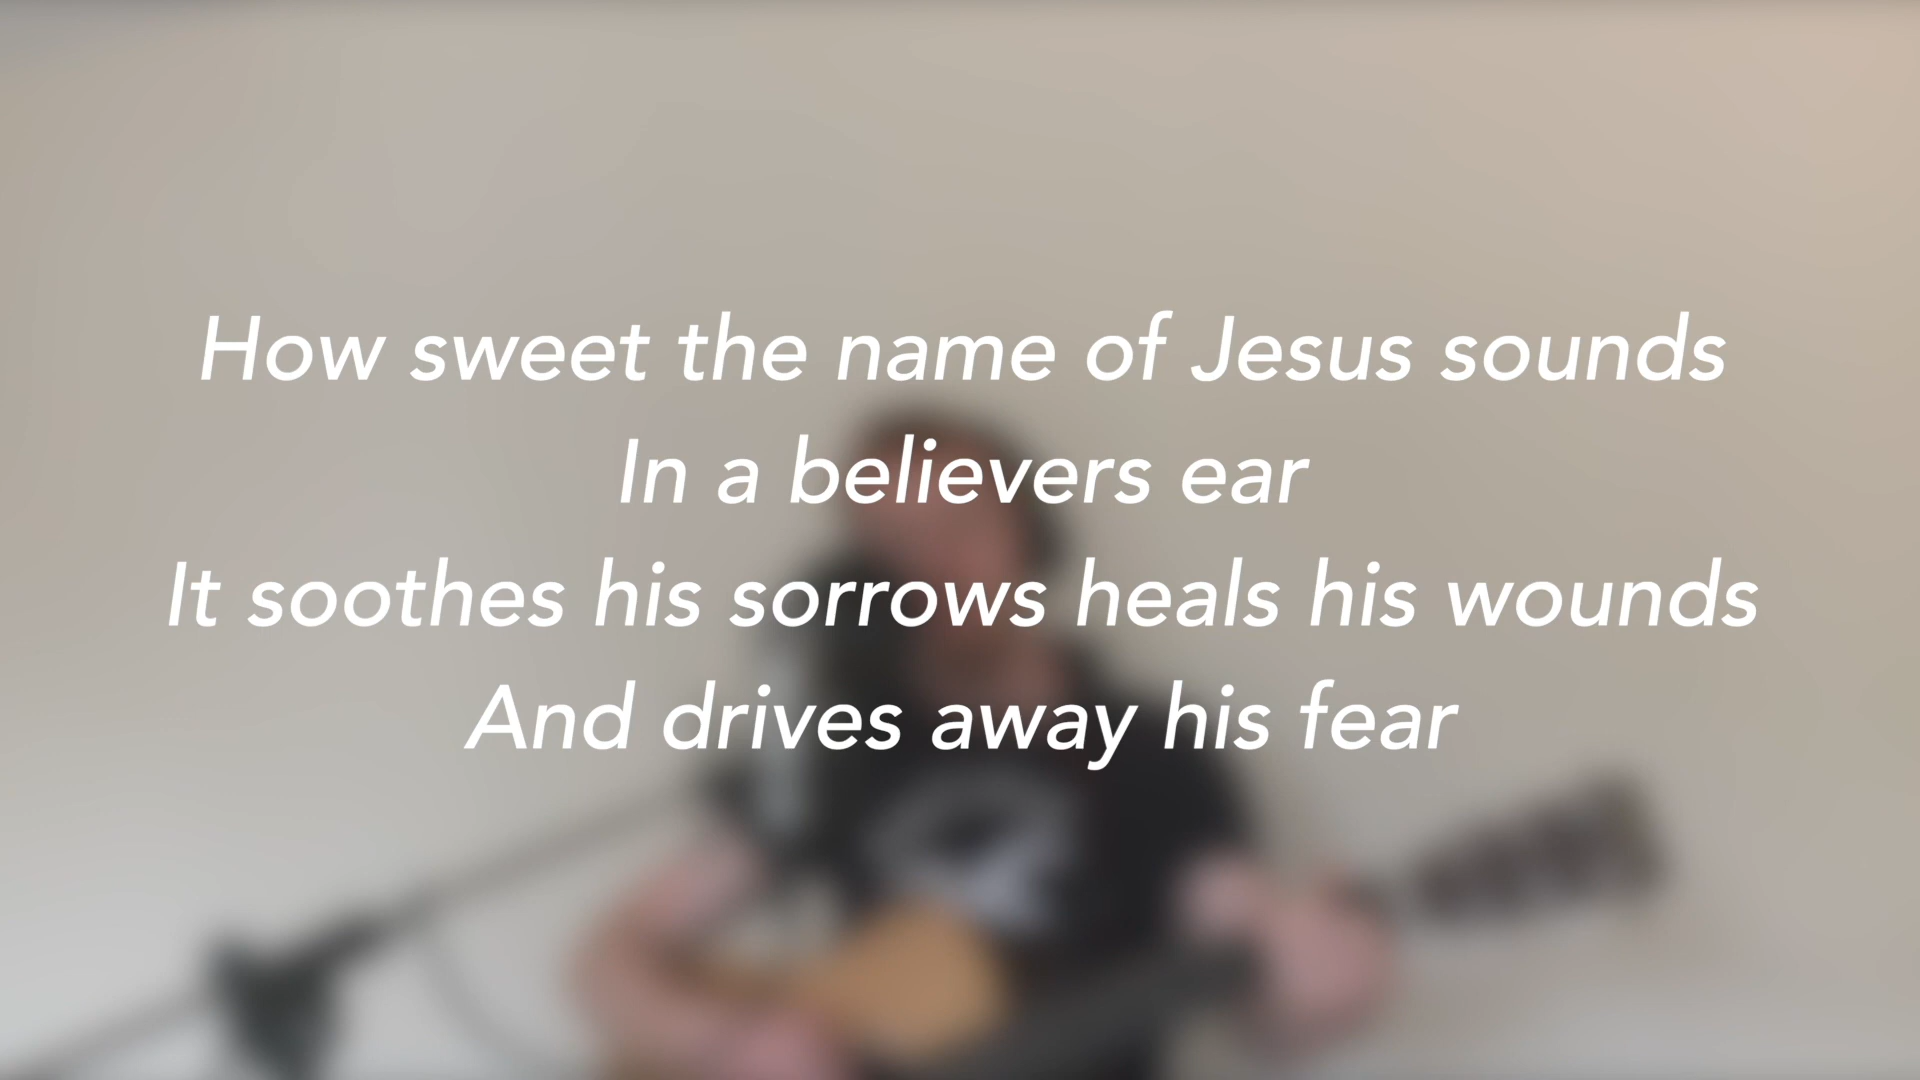 How sweet the name of Jesus sounds
In a believers ear
It soothes his sorrows heals his wounds
And drives away his fear